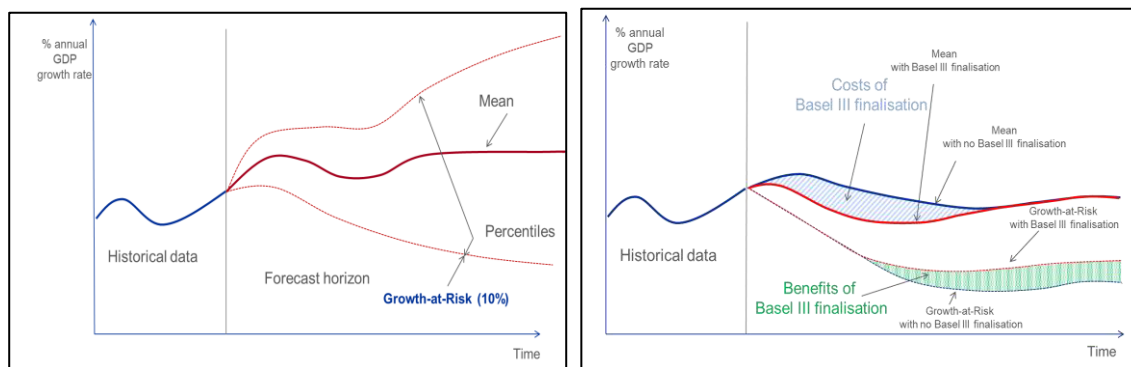 % annual
GDP
growth rate
Mean
Percentiles
Historical data
Forecast horizon
Growth-at-Risk (10%)
Time
% annual
GDP
growth rate
Mean
with Basel III finalisation
Costs of
Basel III finalisation
Mean
with no Basel III finalisation
Growth-at-Risk
with Basel III finalisation
Historical data
Benefits of
Basel III finalisation
Growth-at-Risk
with no Basel III finalisation
Time